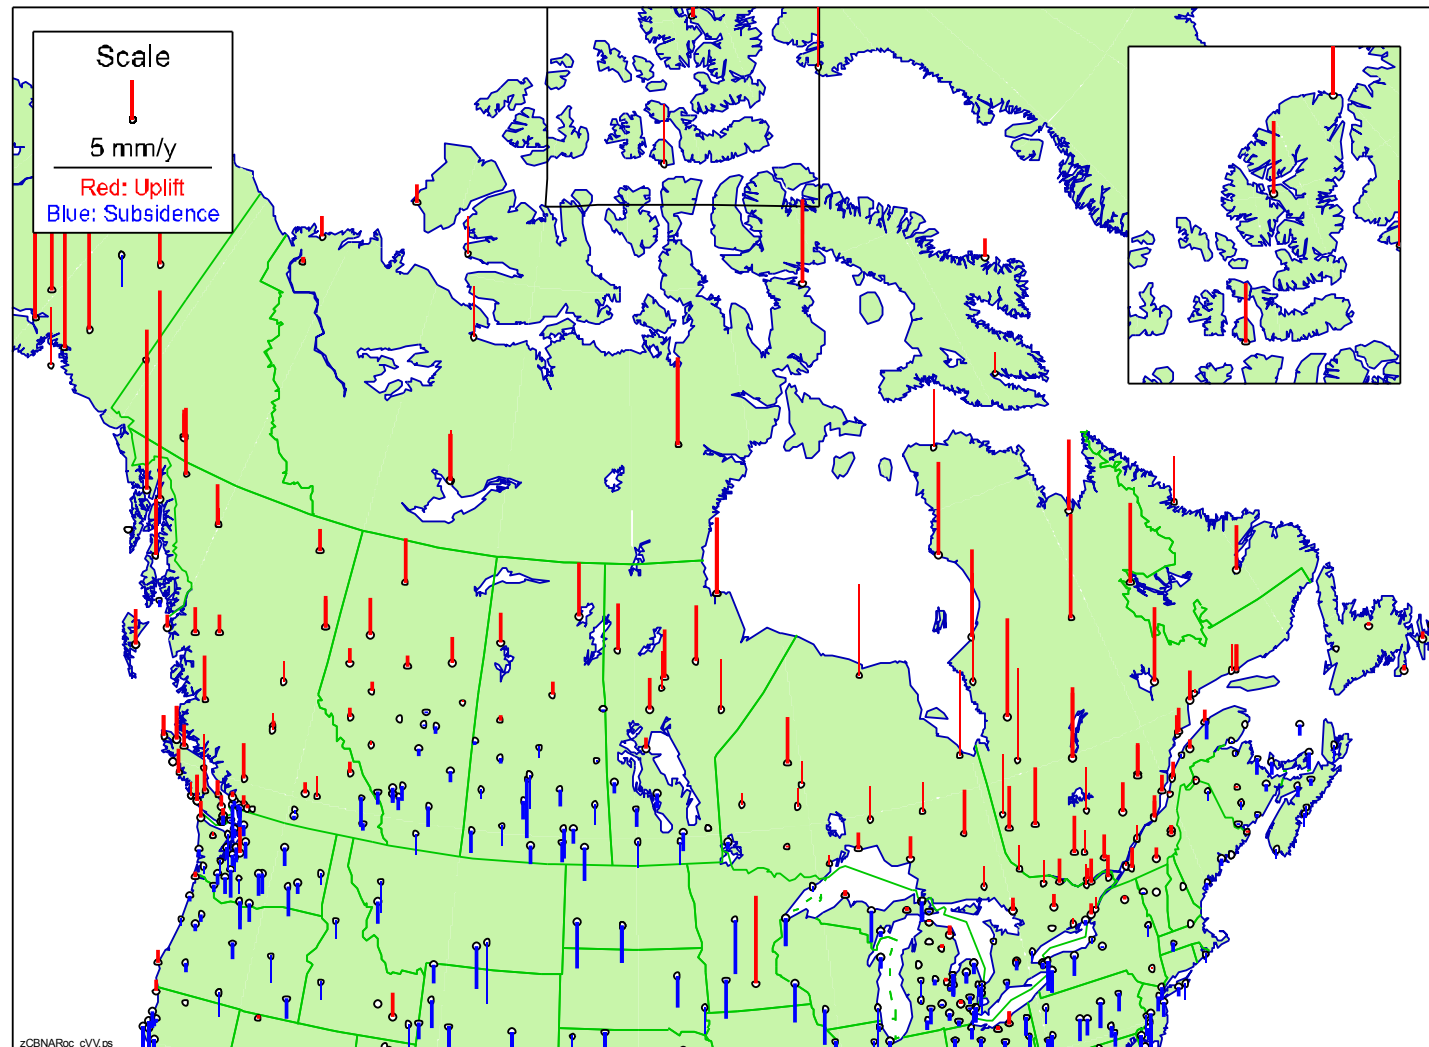 Scale
5 mm/y
Red: Uplift
Blue: Subsidence
zCBNARoc_cVV.ps